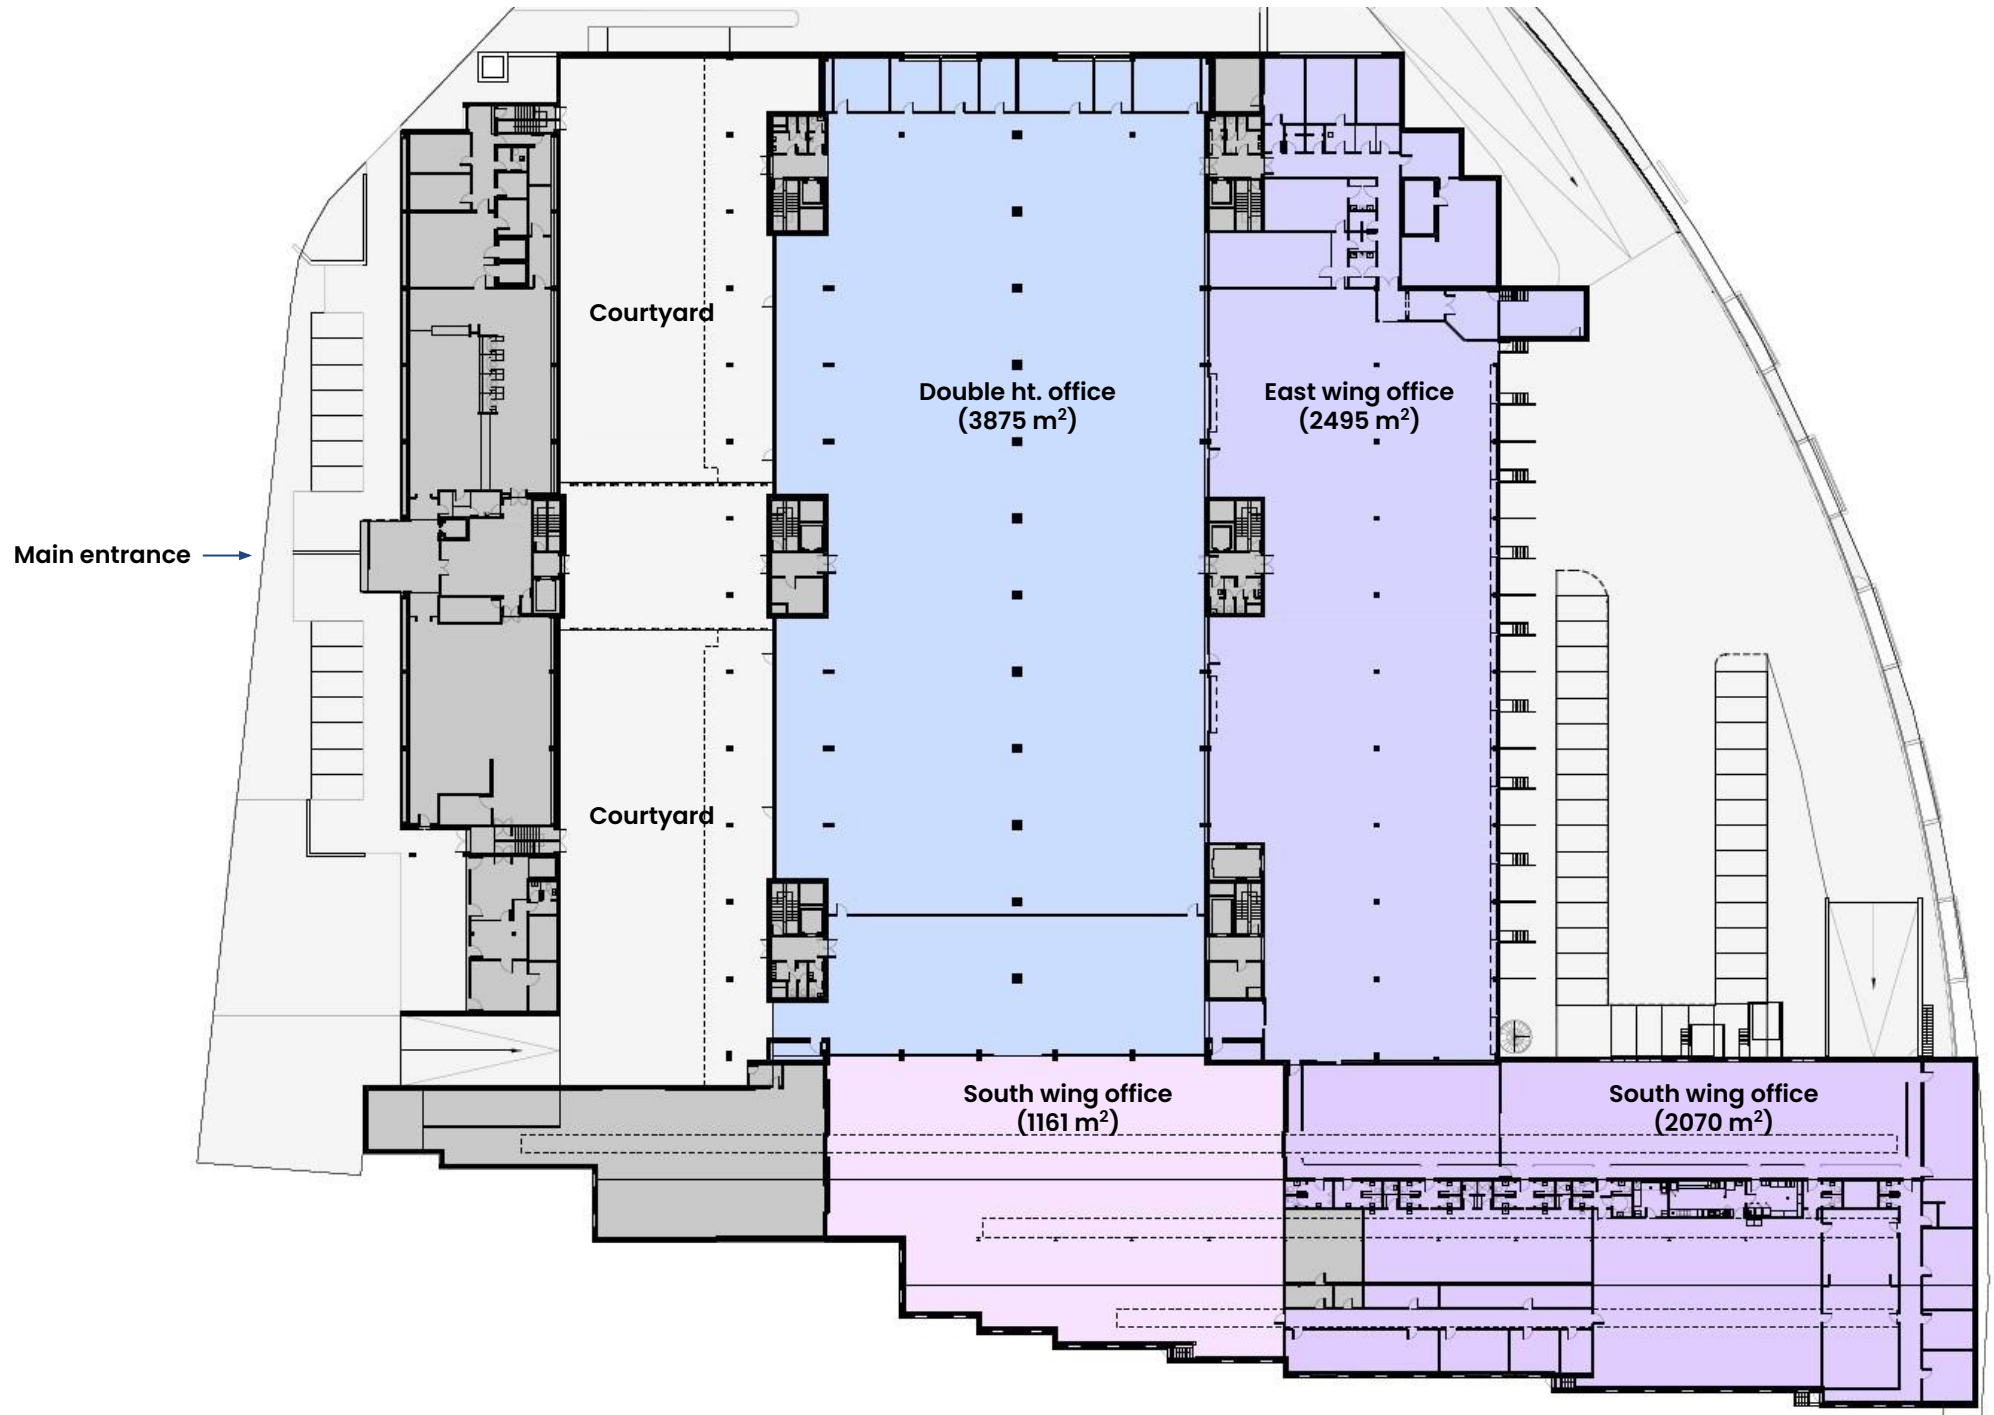 Courtyard
Double ht. office
(3875 m²)
East wing office
(2495 m²)
Main entrance
Courtyard
South wing office
(1161 m²)
South wing office
(2070 m²)